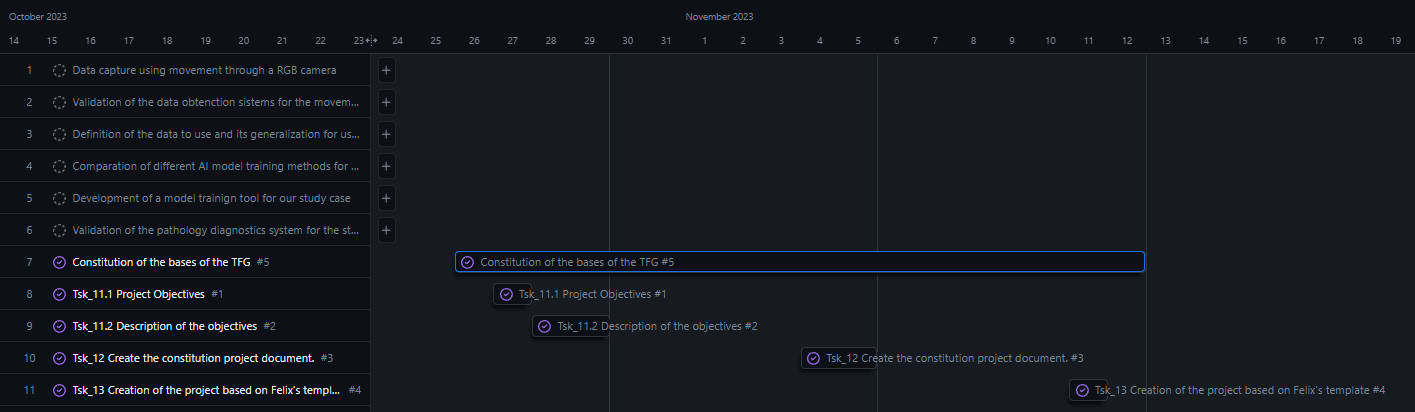 October 2023 November 2023
14 15 16 17 18 19 20 21 22 23 24 25 26 27 28 29 30 31 1 2 3 4 5 6 7 8 9 10 11 12 13 14 15 16 17 18 19
1 Data capture using movement through a RGB camera +
2 Validation of the data obtenction sistems for the movem... +
3 Definition of the data to use and its generalization for us... +
4 Comparation of different AI model training methods for ... +
5 Development of a model trainign tool for our study case +
6 Validation of the pathology diagnostics system for the st... +
7 Constitution of the bases of the TFG #5 Constitution of the bases of the TFG #5
8 Tsk_11.1 Project Objectives #1 Tsk_11.1 Project Objectives #1
9 Tsk_11.2 Description of the objectives #2 Tsk_11.2 Description of the objectives #2
10 Tsk_12 Create the constitution project document. #3 Tsk_12 Create the constitution project document. #3
11 Tsk_13 Creation of the project based on Felix's templ... #4 Tsk_13 Creation of the project based on Felix's template #4